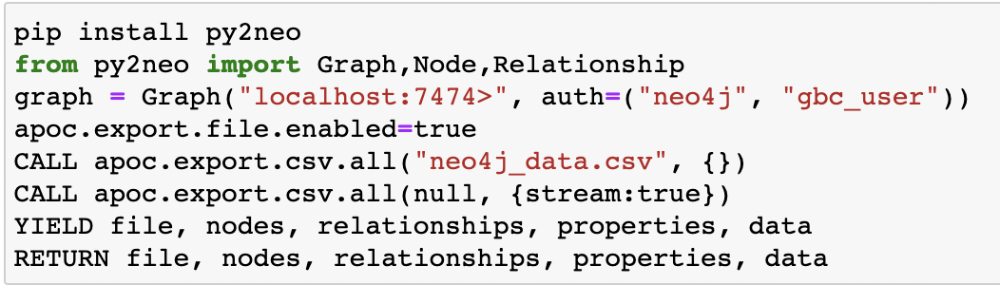 pip install py2neo
from py2neo import Graph,Node,Relationship
graph = Graph("localhost:7474>", auth=("neo4j", "gbc_user"))
apoc.export.file.enabled=true
CALL apoc.export.csv.all("neo4j_data.csv", {})
CALL apoc.export.csv.all(null, {stream:true})
YIELD file, nodes, relationships, properties, data
RETURN file, nodes, relationships, properties, data